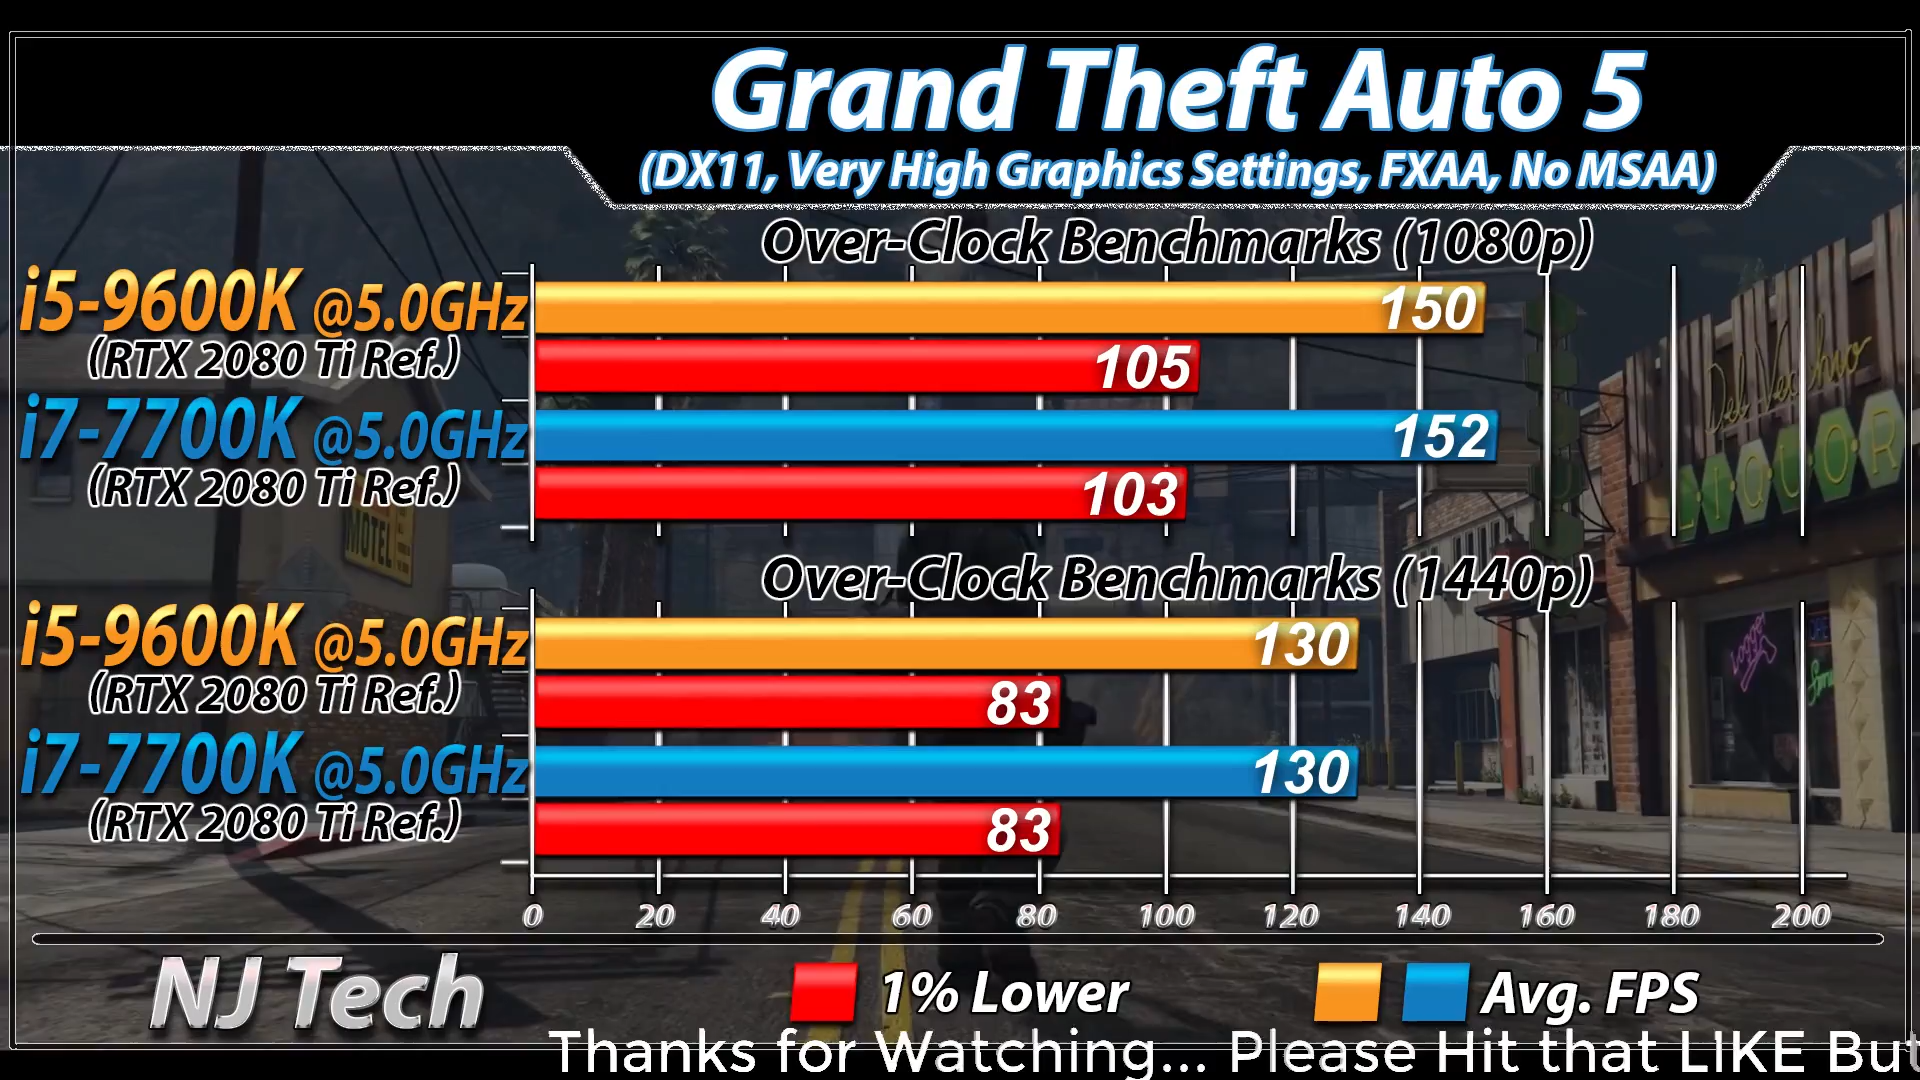 Grand Theft Auto 5
(DX11, Very High Graphics Settings, FXAA, No MSAA)
Over-Clock Benchmarks (1080p)
i5-9600K @5.0GHz
(RTX 2080 Ti Ref.)
150
105
i7-7700K @5.0GHz
(RTX 2080 Ti Ref.)
152
103
Over-Clock Benchmarks (1440p)
i5-9600K @5.0GHz
(RTX 2080 Ti Ref.)
130
83
i7-7700K @5.0GHz
(RTX 2080 Ti Ref.)
130
83
0 20 40 60 80 100 120 140 160 180 200
NJ Tech
1% Lower
Avg. FPS
Thanks for Watching... Please Hit that LIKE But
MOTEL
LIQUOR